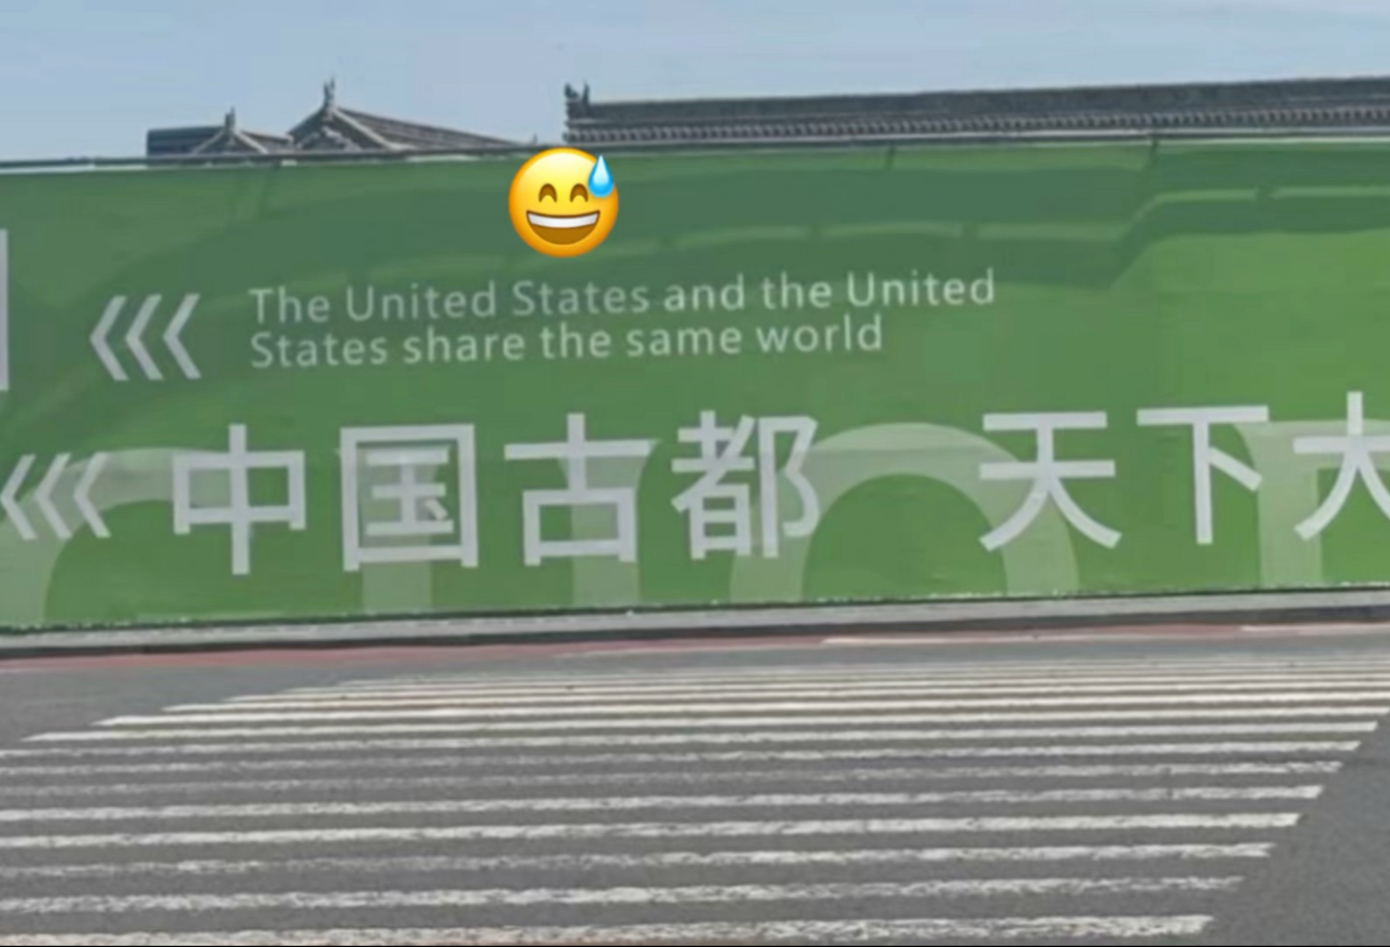 The United States and the United
States share the same world
中国古都 天下大